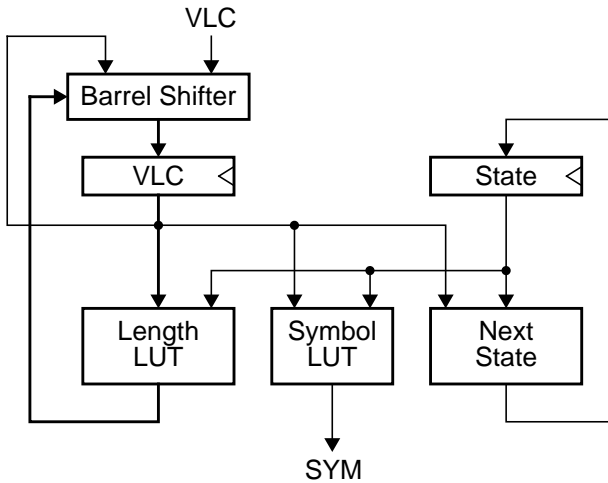 VLC
Barrel Shifter
VLC
State
Length
LUT
Symbol
LUT
Next
State
SYM